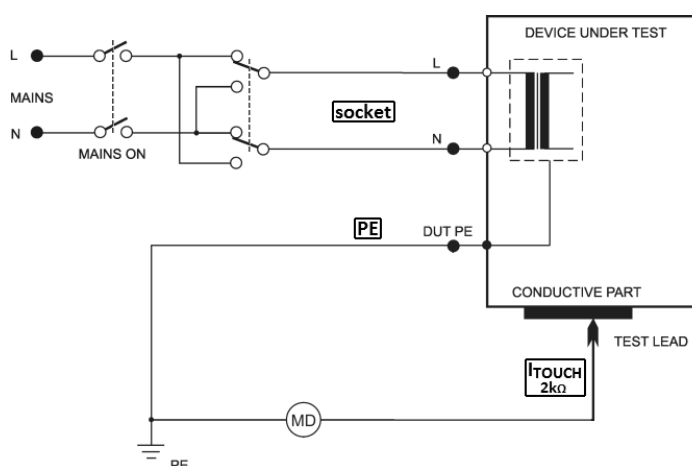 DEVICE UNDER TEST
L
L
MAINS
socket
N
N
MAINS ON
PE
DUT PE
CONDUCTIVE PART
TEST LEAD
ITOUCH
2kΩ
MD
PE